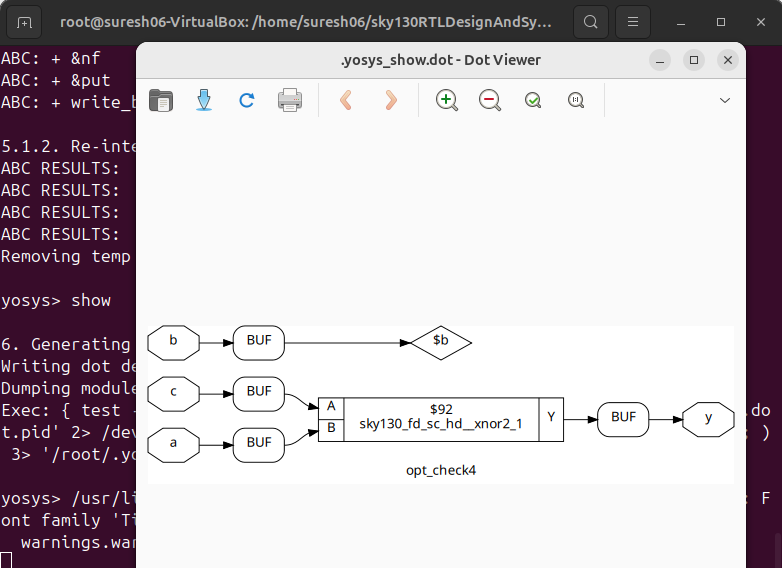 root@suresh06-VirtualBox: /home/suresh06/sky130RTLDesignAndSy...
ABC: + &nf
ABC: + &put
ABC: + write_b
5.1.2. Re-inte
ABC RESULTS:
ABC RESULTS:
ABC RESULTS:
ABC RESULTS:
Removing temp
yosys> show
6. Generating
Writing dot de
Dumping module
Exec: { test -
.do
t.pid' 2> /dev
; )
3> '/root/.yo
yosys> /usr/li
: F
ont family 'Ti
warnings.war
.yosys_show.dot - Dot Viewer
b
BUF
$b
c
BUF
a
BUF
A
B
$92
sky130_fd_sc_hd__xnor2_1
Y
BUF
y
opt_check4